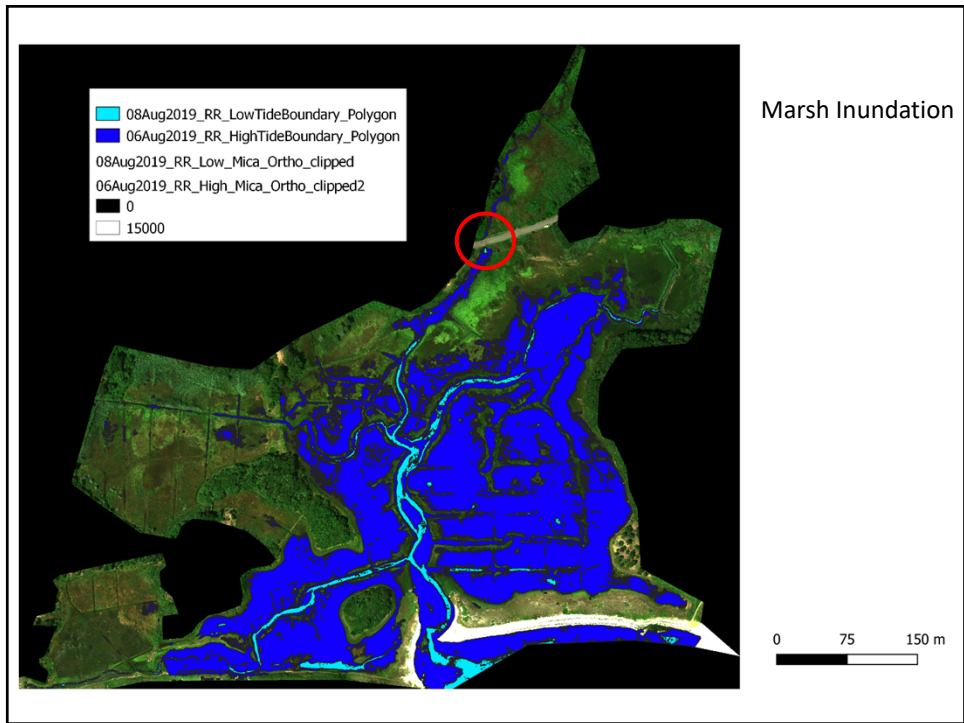 Marsh Inundation
08Aug2019_RR_LowTideBoundary_Polygon
06Aug2019_RR_HighTideBoundary_Polygon
08Aug2019_RR_Low_Mica_Ortho_clipped
06Aug2019_RR_High_Mica_Ortho_clipped2
0
15000
0 75 150 m